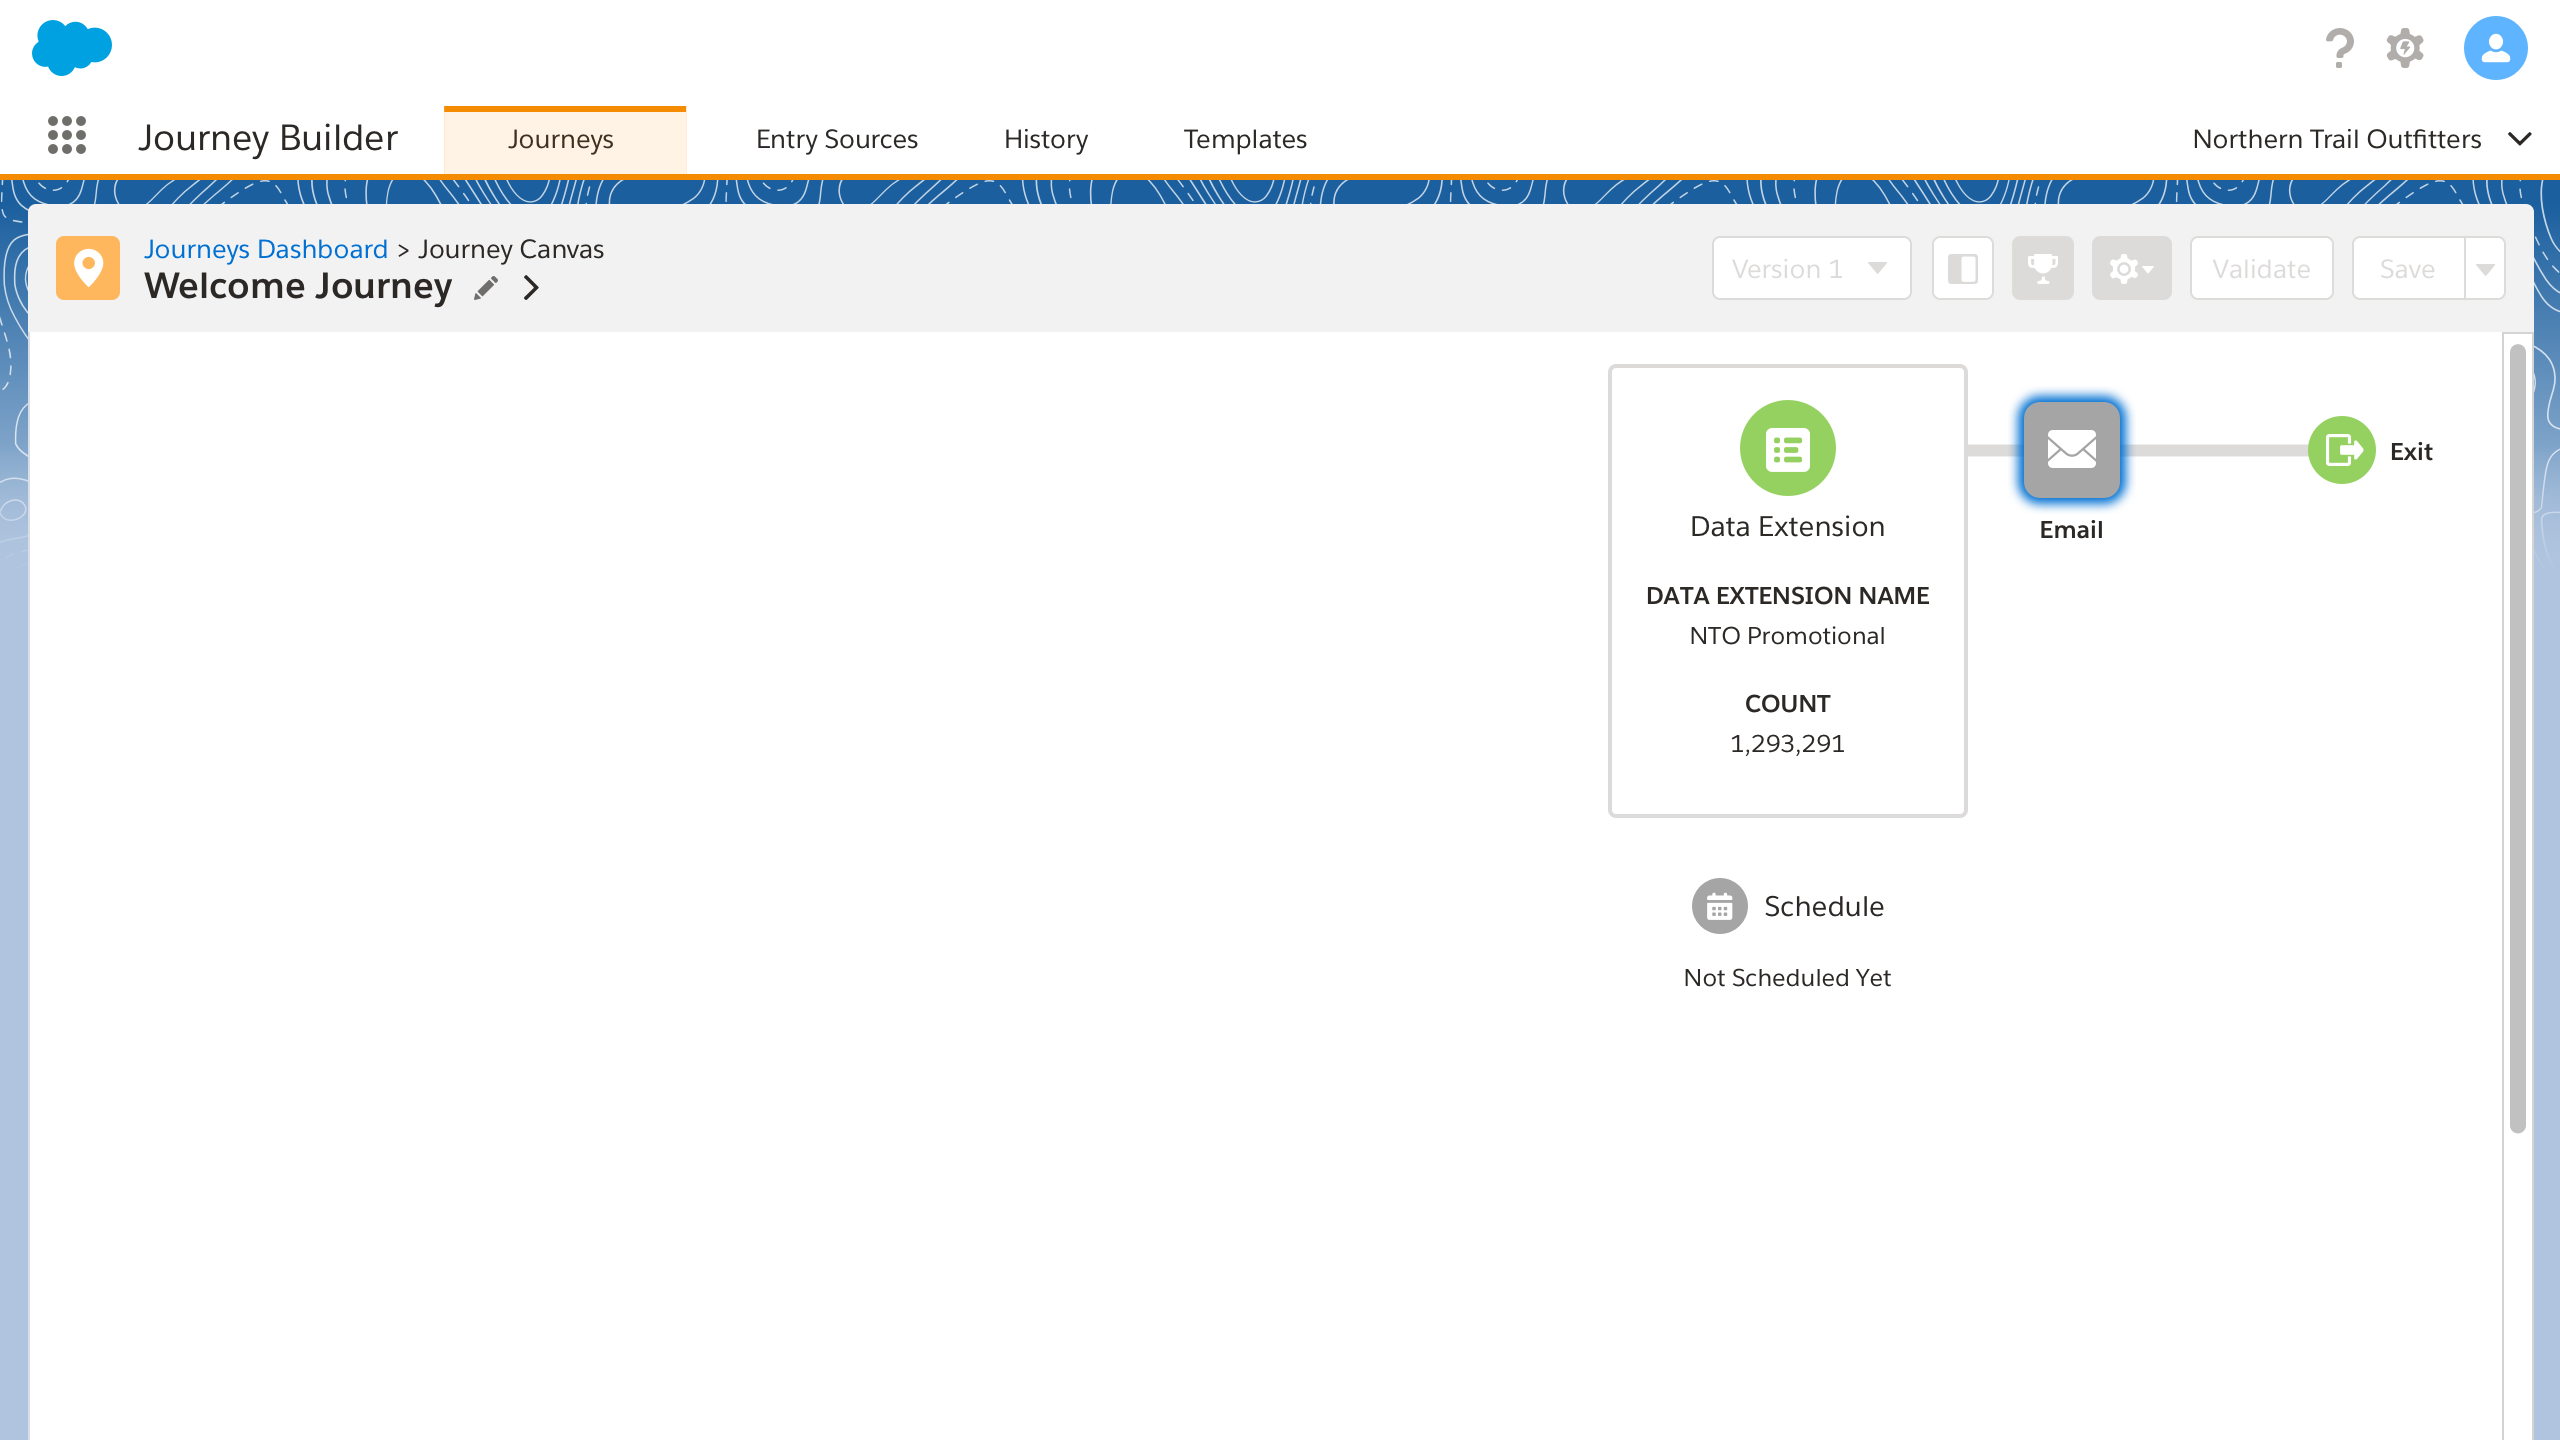 Journey Builder
Journeys
Entry Sources
History
Templates
Northern Trail Outfitters
Journeys Dashboard > Journey Canvas
Welcome Journey
Version 1
Validate
Save
Data Extension
DATA EXTENSION NAME
NTO Promotional
COUNT
1,293,291
Email
Exit
Schedule
Not Scheduled Yet